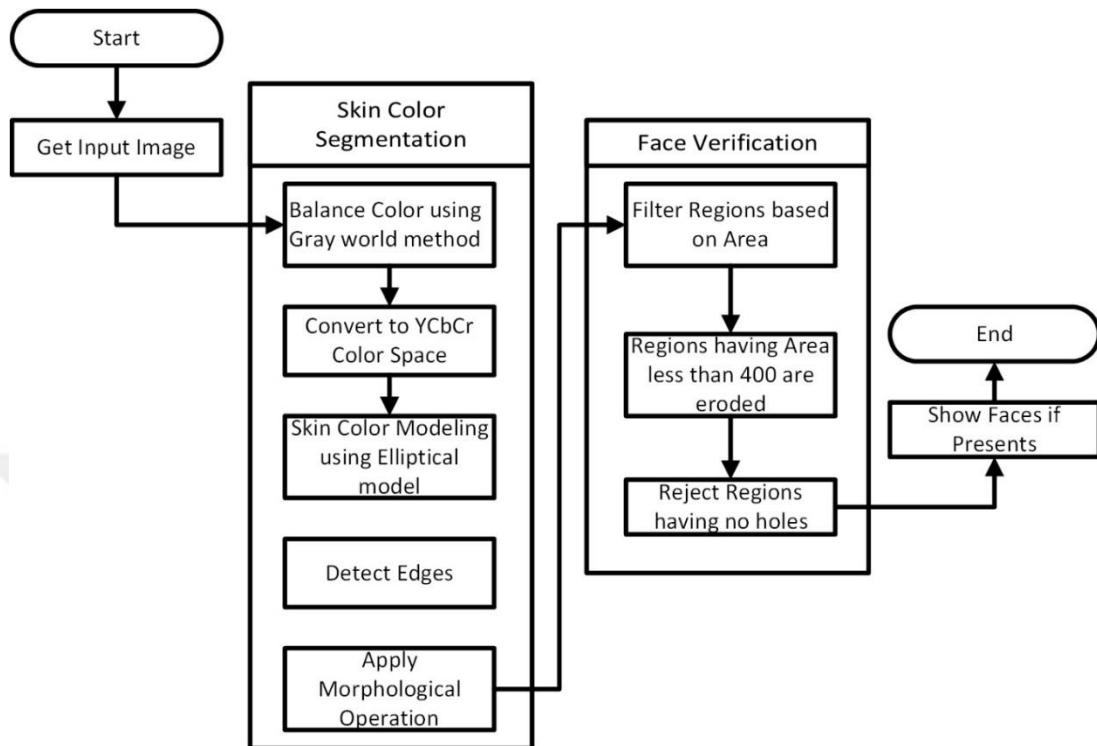 Start
Get Input Image
Skin Color
Segmentation
Balance Color using
Gray world method
Convert to YCbCr
Color Space
Skin Color Modeling
using Elliptical
model
Detect Edges
Apply
Morphological
Operation
Face Verification
Filter Regions based
on Area
Regions having Area
less than 400 are
eroded
Reject Regions
having no holes
Show Faces if
Presents
End